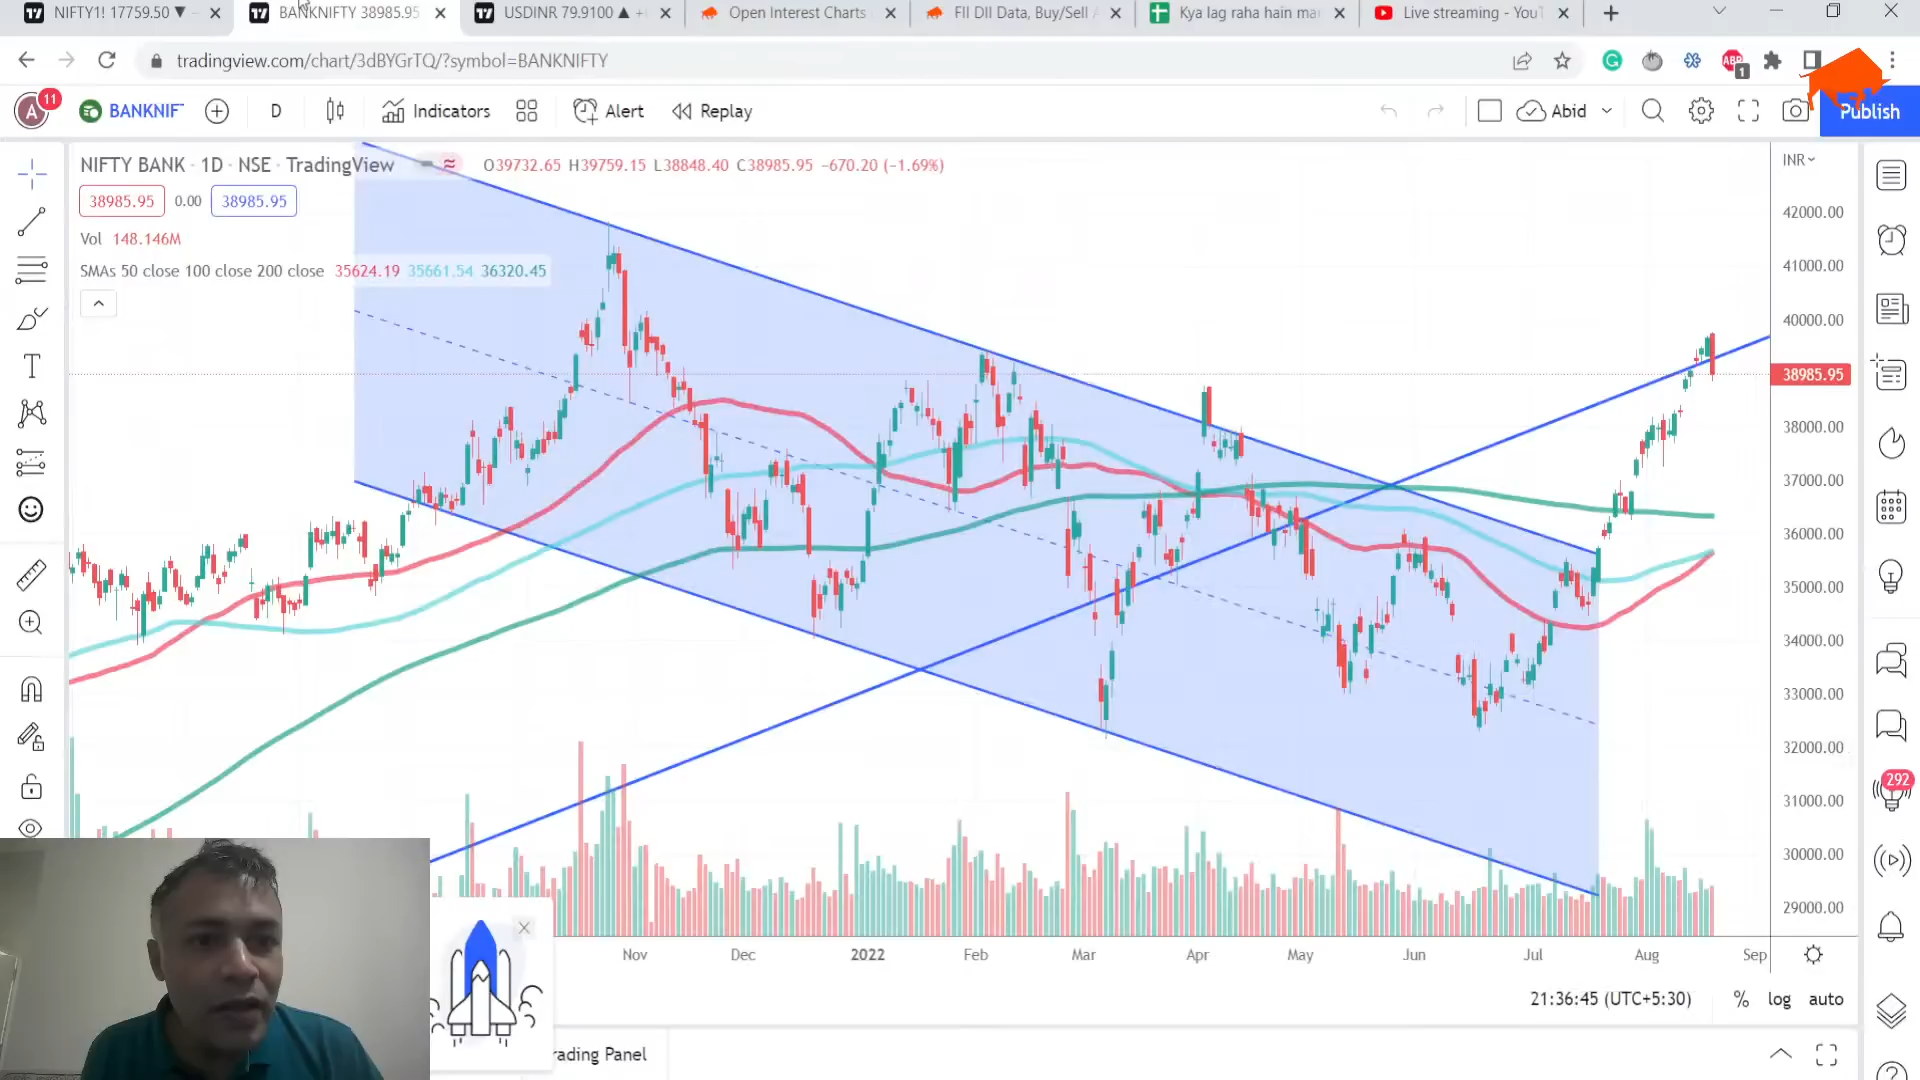 NIFTY1! 17759.50 ▼
BANKNIFTY 38985.95
USDINR 79.9100 ▲
Open Interest Charts
FII DII Data, Buy/Sell
Kya lag raha hain
Live streaming - You
tradingview.com/chart/3dBYGrTQ/?symbol=BANKNIFTY
1
A
11
BANKNIF
D
Indicators
Alert
Replay
Abid
Publish
NIFTY BANK · 1D · NSE · TradingView
O39732.65 H39759.15 L38848.40 C38985.95 −670.20 (−1.69%)
INR
38985.95 0.00 38985.95
Vol 148.146M
SMAs 50 close 100 close 200 close 35624.19 35661.54 36320.45
42000.00
41000.00
40000.00
38985.95
38000.00
37000.00
36000.00
35000.00
34000.00
33000.00
32000.00
31000.00
30000.00
29000.00
292
Nov Dec 2022 Feb Mar Apr May Jun Jul Aug Sep
21:36:45 (UTC+5:30) % log auto
rading Panel